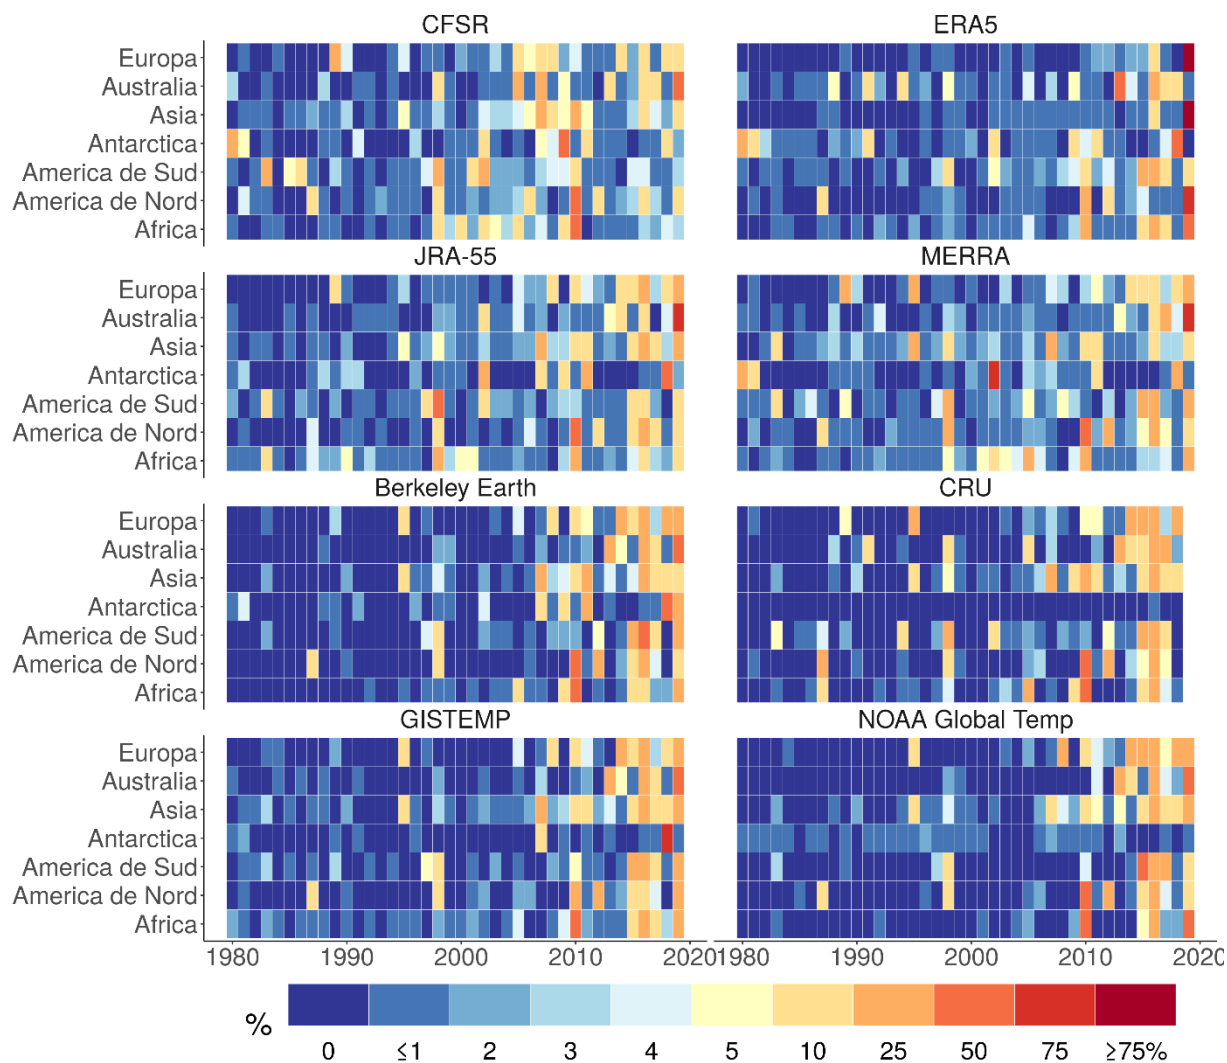 CFSR
ERA5
Europa
Australia
Asia
Antarctica
America de Sud
America de Nord
Africa
JRA-55
MERRA
Europa
Australia
Asia
Antarctica
America de Sud
America de Nord
Africa
Berkeley Earth
CRU
Europa
Australia
Asia
Antarctica
America de Sud
America de Nord
Africa
GISTEMP
NOAA Global Temp
Europa
Australia
Asia
Antarctica
America de Sud
America de Nord
Africa
1980 1990 2000 2010 2020 1980 1990 2000 2010 2020
% 0 ≤1 2 3 4 5 10 25 50 75 ≥75%